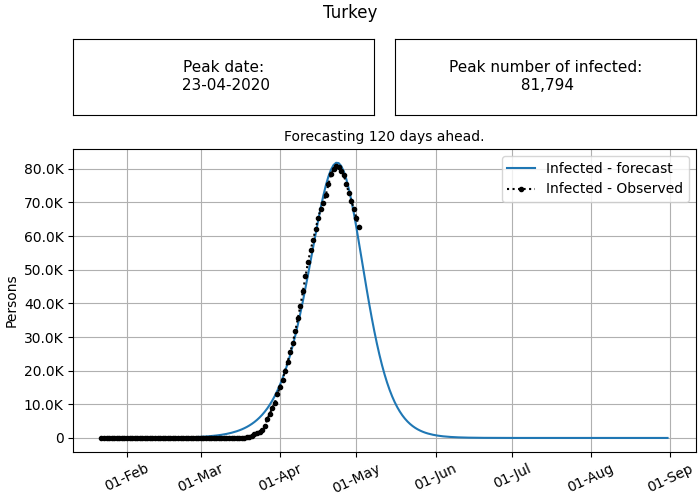 Turkey
Peak date:
23-04-2020
Peak number of infected:
81,794
Forecasting 120 days ahead.
Infected - forecast
Infected - Observed
Persons
80.0K
70.0K
60.0K
50.0K
40.0K
30.0K
20.0K
10.0K
0
01-Feb
01-Mar
01-Apr
01-May
01-Jun
01-Jul
01-Aug
01-Sep